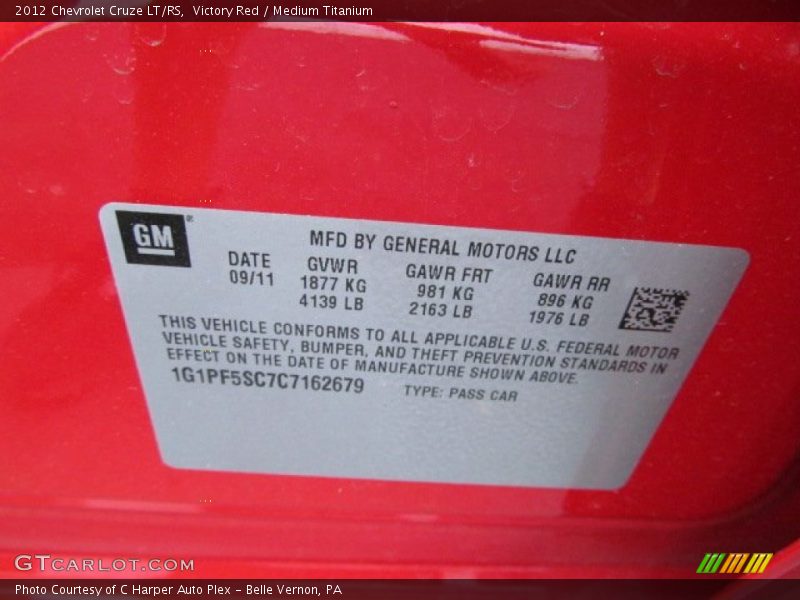 2012 Chevrolet Cruze LT/RS, Victory Red / Medium Titanium
GM®
MFD BY GENERAL MOTORS LLC
DATE GVWR GAWR FRT GAWR RR
09/11 1877 KG 981 KG 896 KG
4139 LB 2163 LB 1976 LB
THIS VEHICLE CONFORMS TO ALL APPLICABLE U.S. FEDERAL MOTOR
VEHICLE SAFETY, BUMPER, AND THEFT PREVENTION STANDARDS IN
EFFECT ON THE DATE OF MANUFACTURE SHOWN ABOVE.
1G1PF5SC7C7162679 TYPE: PASS CAR
GTCARLOT.COM
Photo Courtesy of C Harper Auto Plex - Belle Vernon, PA